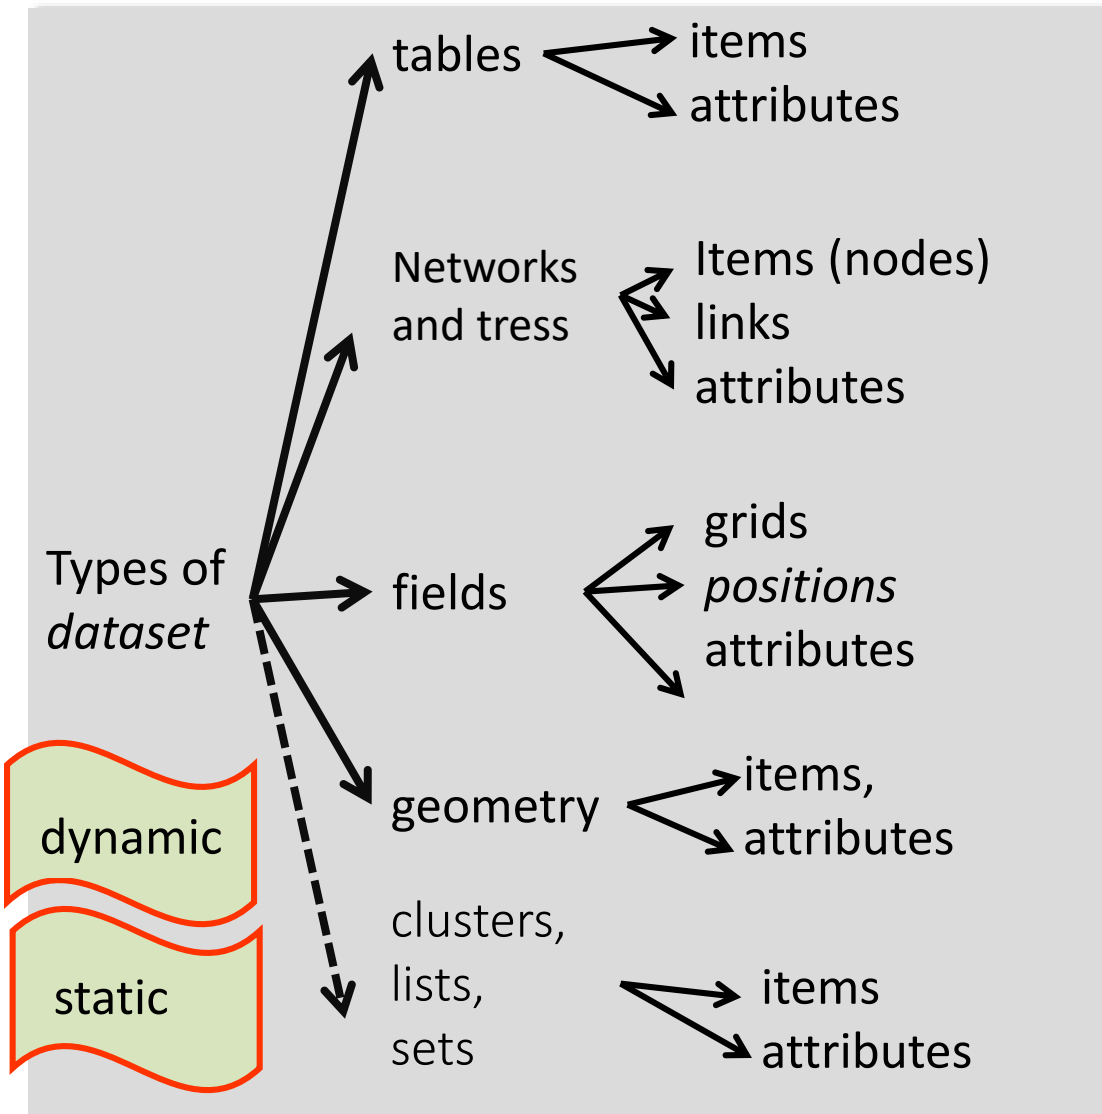 tables
items
attributes
Networks
and tress
Items (nodes)
links
attributes
Types of
dataset
fields
grids
positions
attributes
geometry
items,
attributes
dynamic
static
clusters,
lists,
sets
items
attributes